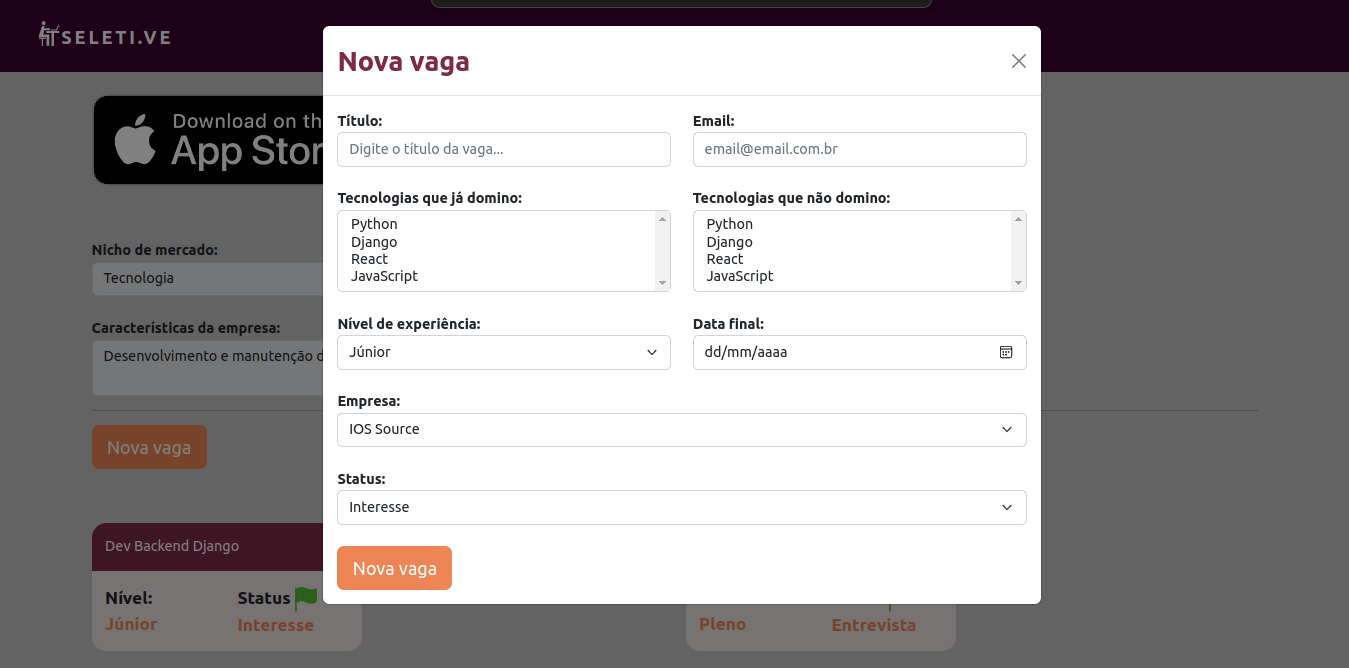 SELETI.VE
Nova vaga
Título:
Email:
Digite o título da vaga...
email@email.com.br
Tecnologias que já domino:
Tecnologias que não domino:
Python
Django
React
JavaScript
Python
Django
React
JavaScript
Nível de experiência:
Data final:
Júnior
dd/mm/aaaa
Empresa:
IOS Source
Status:
Interesse
Nova vaga
Download on the
App Stor
Nicho de mercado:
Tecnologia
Características da empresa:
Desenvolvimento e manutenção d
Nova vaga
Dev Backend Django
Nível:
Status
Júnior
Interesse
Pleno
Entrevista